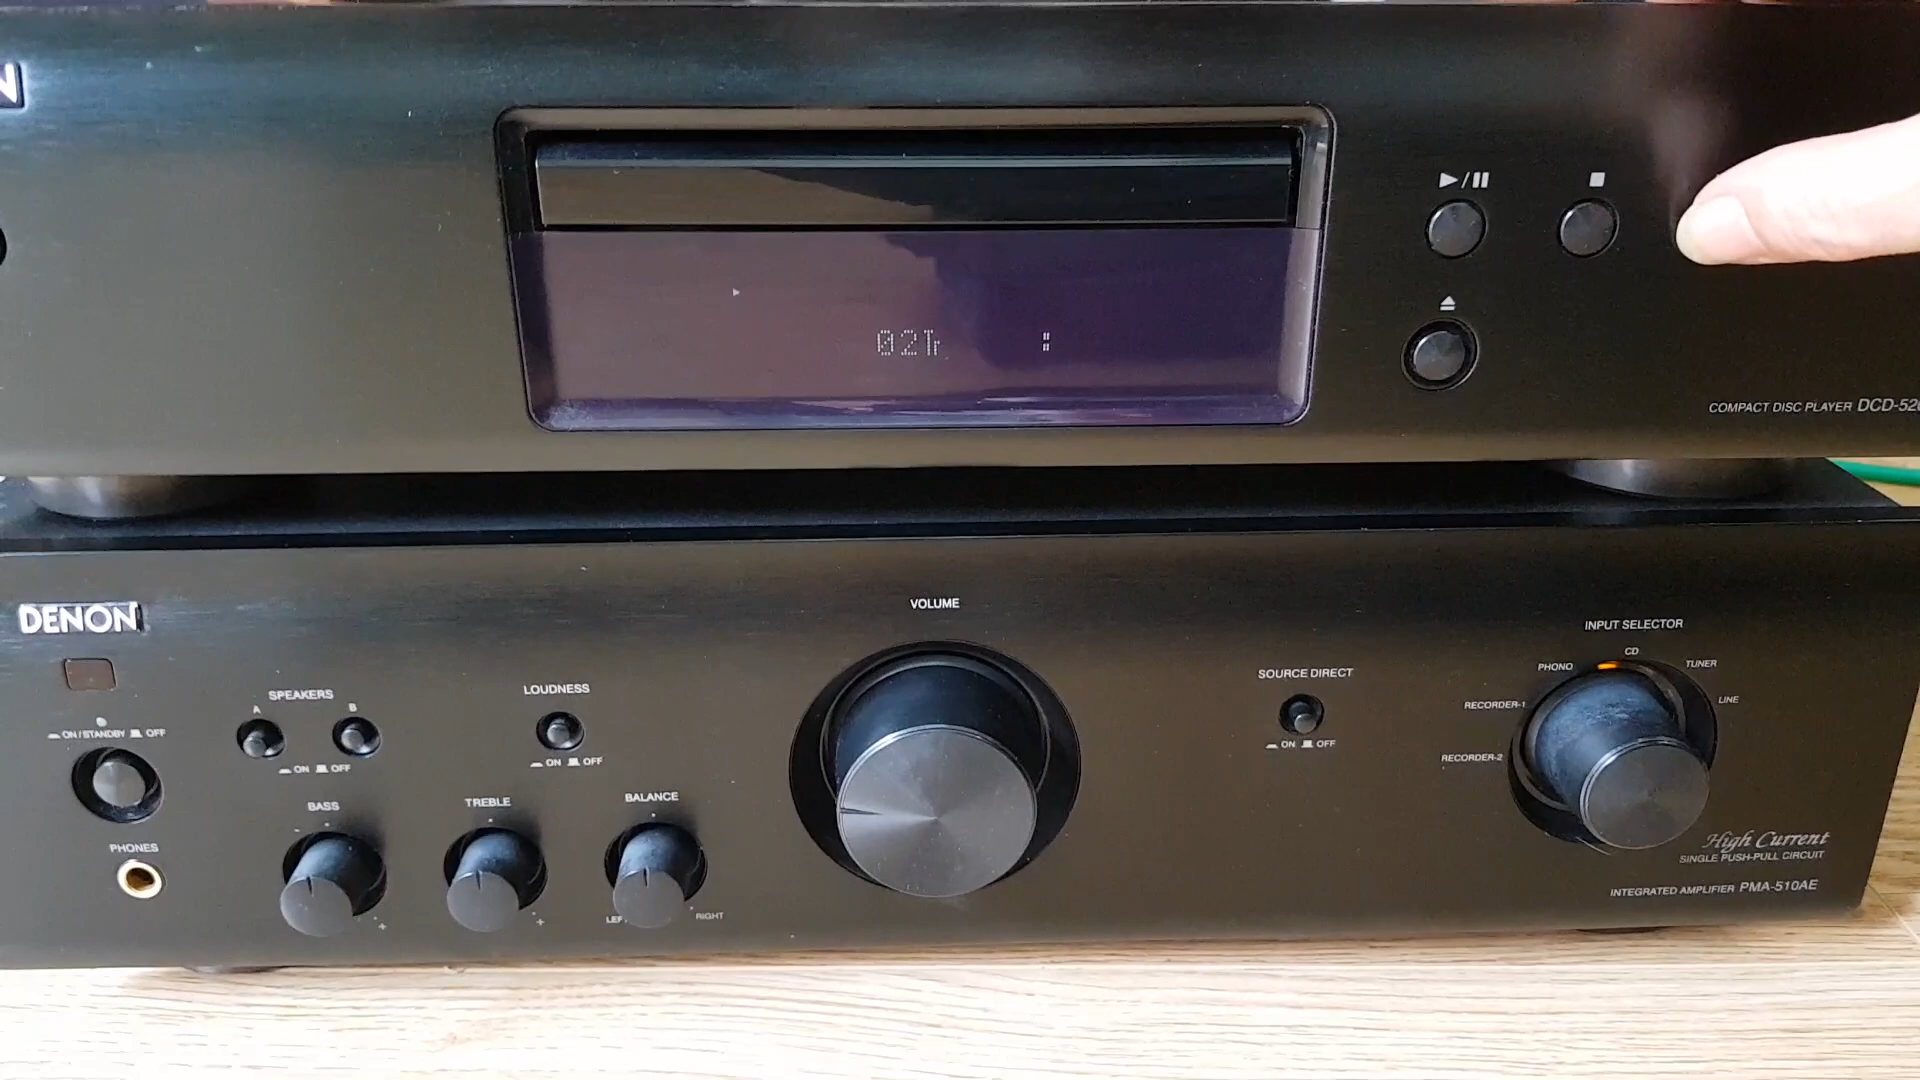 02Tr :
COMPACT DISC PLAYER DCD-520
DENON
VOLUME
INPUT SELECTOR
CD
PHONO
TUNER
RECORDER-1
LINE
RECORDER-2
SOURCE DIRECT
ON OFF
SPEAKERS
A B
ON OFF
LOUDNESS
ON OFF
ON/STANDBY OFF
BASS
- +
TREBLE
+
BALANCE
RIGHT
PHONES
High Current
SINGLE PUSH-PULL CIRCUIT
INTEGRATED AMPLIFIER PMA-510AE